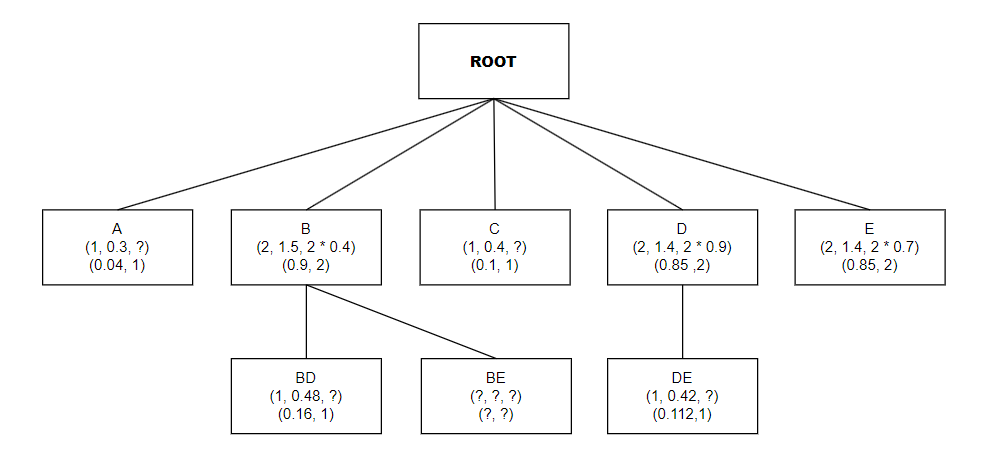 ROOT
A
(1, 0.3, ?)
(0.04, 1)
B
(2, 1.5, 2 * 0.4)
(0.9, 2)
C
(1, 0.4, ?)
(0.1, 1)
D
(2, 1.4, 2 * 0.9)
(0.85 ,2)
E
(2, 1.4, 2 * 0.7)
(0.85, 2)
BD
(1, 0.48, ?)
(0.16, 1)
BE
(?, ?, ?)
(?, ?)
DE
(1, 0.42, ?)
(0.112,1)